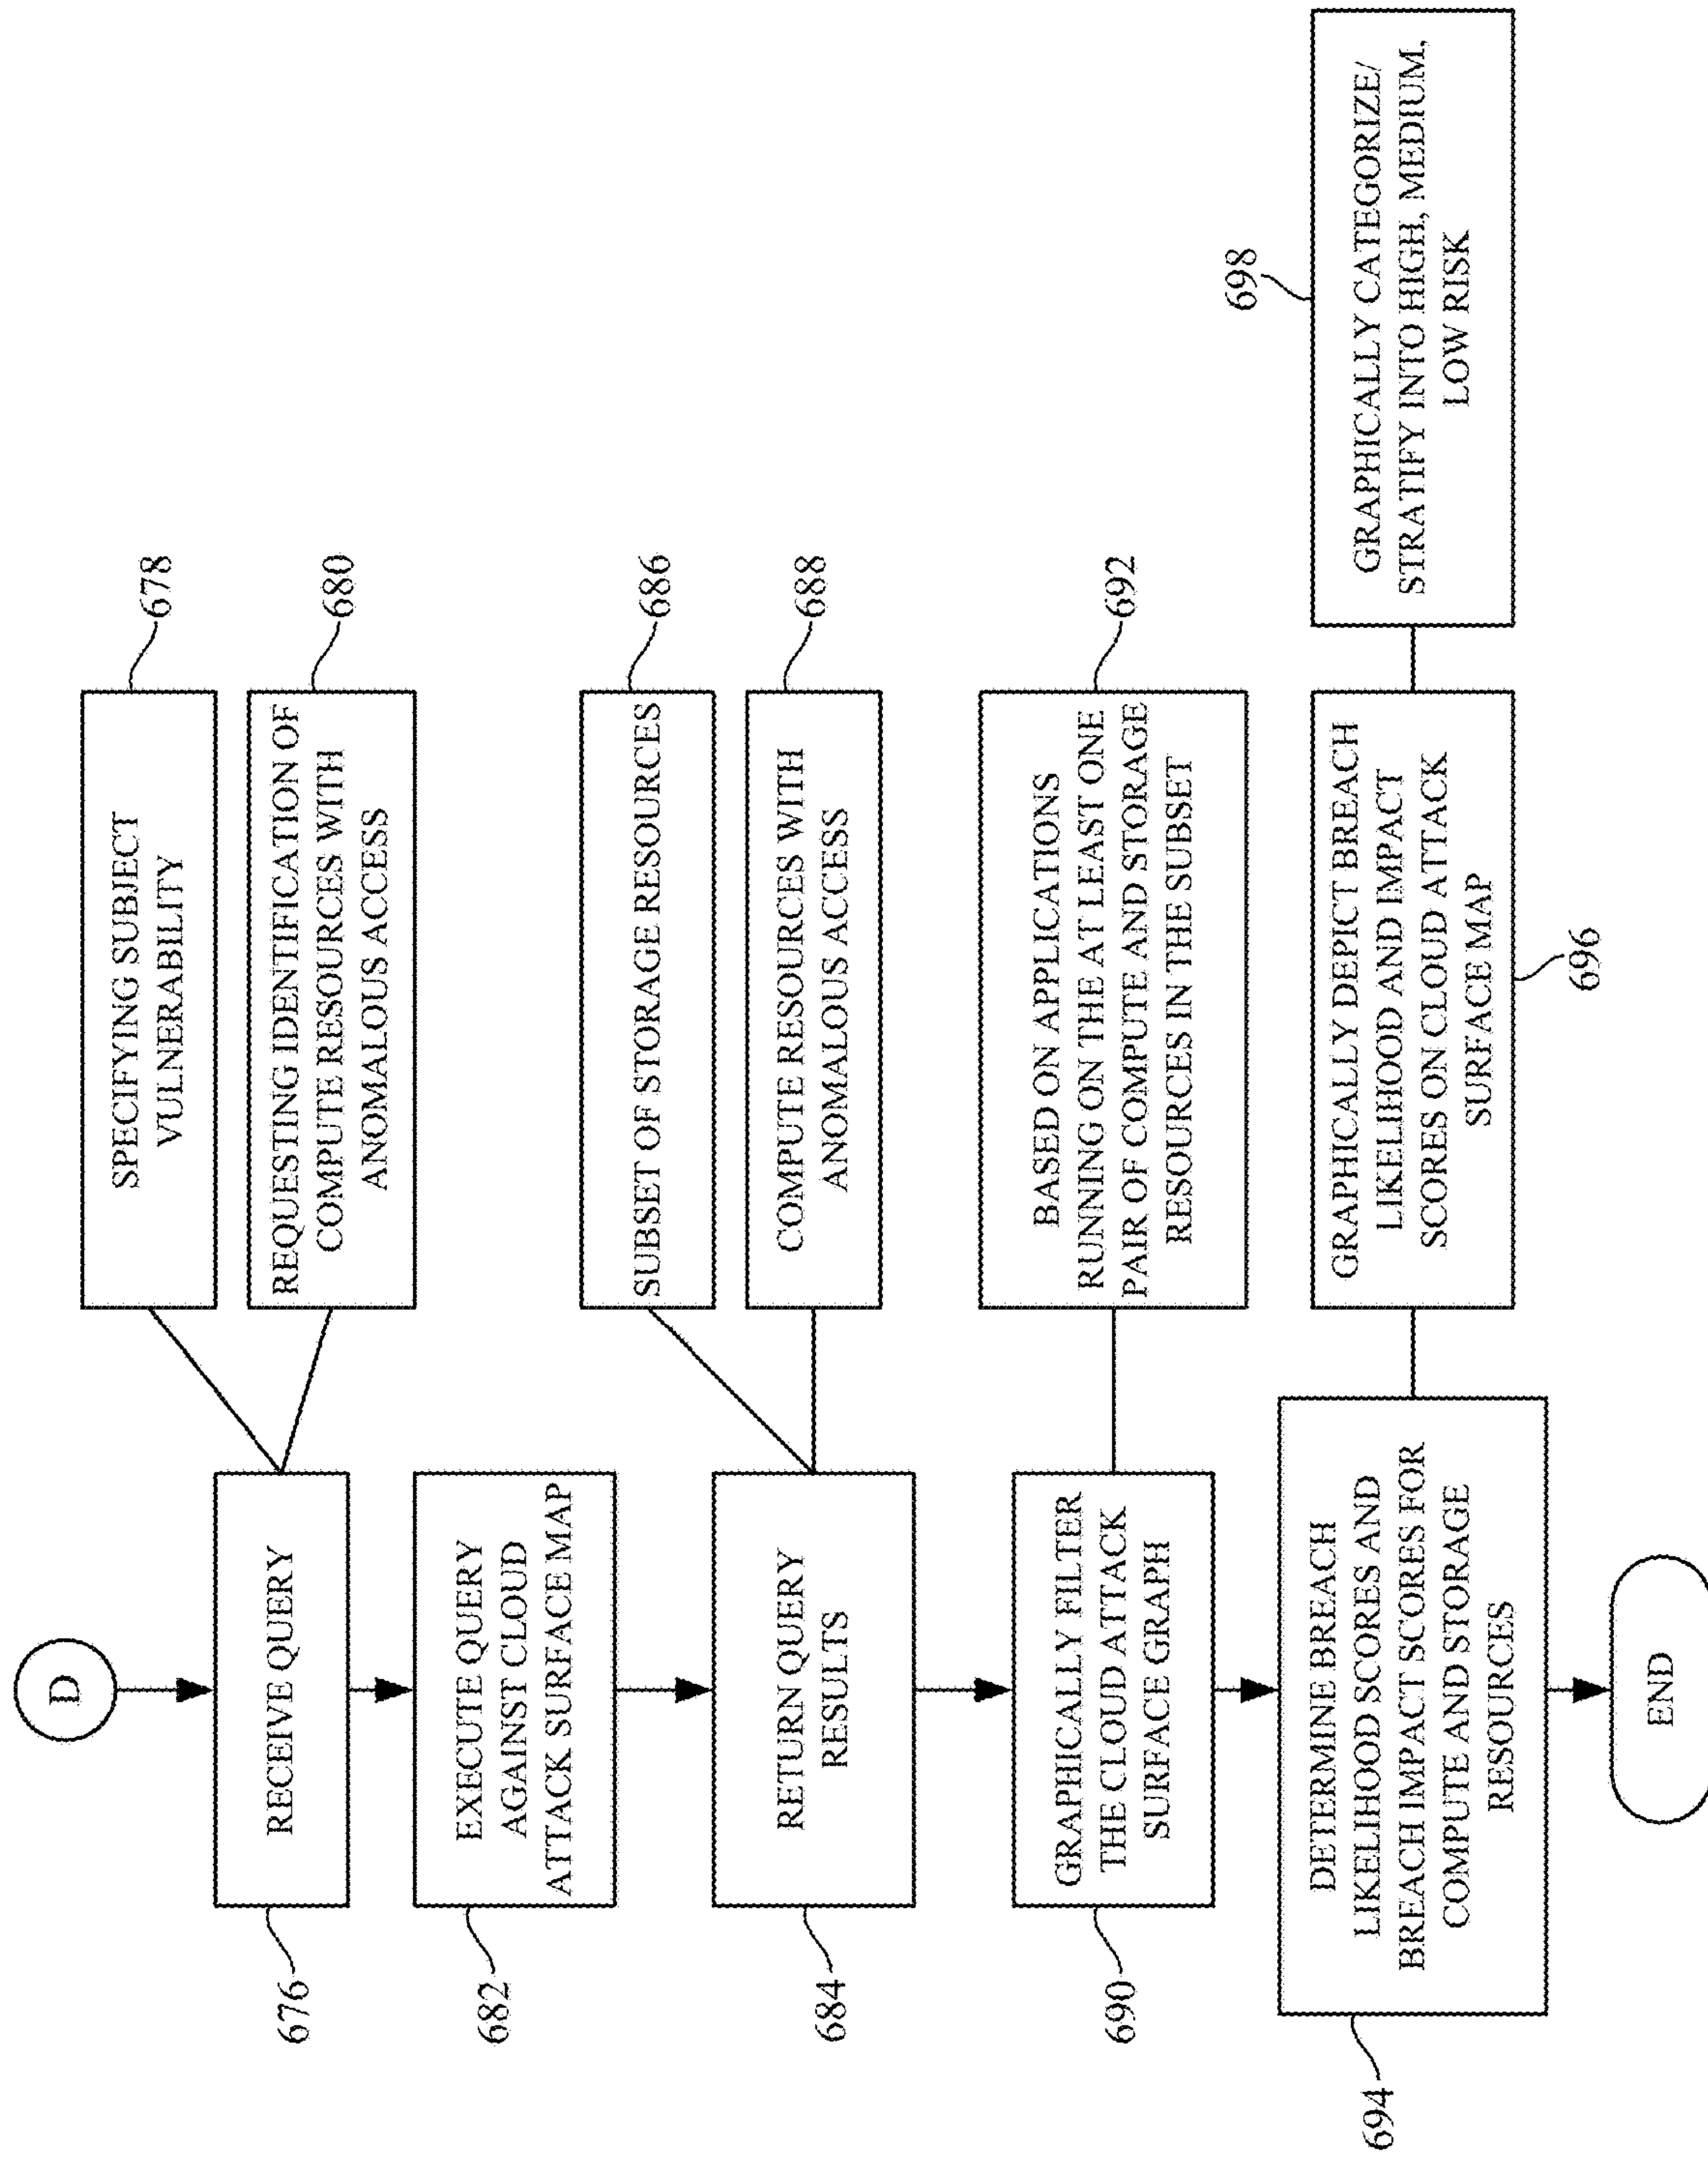 D
676
RECEIVE QUERY
SPECIFYING SUBJECT
VULNERABILITY
678
REQUESTING IDENTIFICATION OF
COMPUTE RESOURCES WITH
ANOMALOUS ACCESS
680
682
EXECUTE QUERY
AGAINST CLOUD
ATTACK SURFACE MAP
684
RETURN QUERY
RESULTS
SUBSET OF STORAGE RESOURCES
686
COMPUTE RESOURCES WITH
ANOMALOUS ACCESS
688
690
GRAPHICALLY FILTER
THE CLOUD ATTACK
SURFACE GRAPH
BASED ON APPLICATIONS
RUNNING ON THE AT LEAST ONE
PAIR OF COMPUTE AND STORAGE
RESOURCES IN THE SUBSET
692
694
DETERMINE BREACH
LIKELIHOOD SCORES AND
BREACH IMPACT SCORES FOR
COMPUTE AND STORAGE
RESOURCES
GRAPHICALLY DEPICT BREACH
LIKELIHOOD AND IMPACT
SCORES ON CLOUD ATTACK
SURFACE MAP
696
698
GRAPHICALLY CATEGORIZE/
STRATIFY INTO HIGH, MEDIUM,
LOW RISK
END